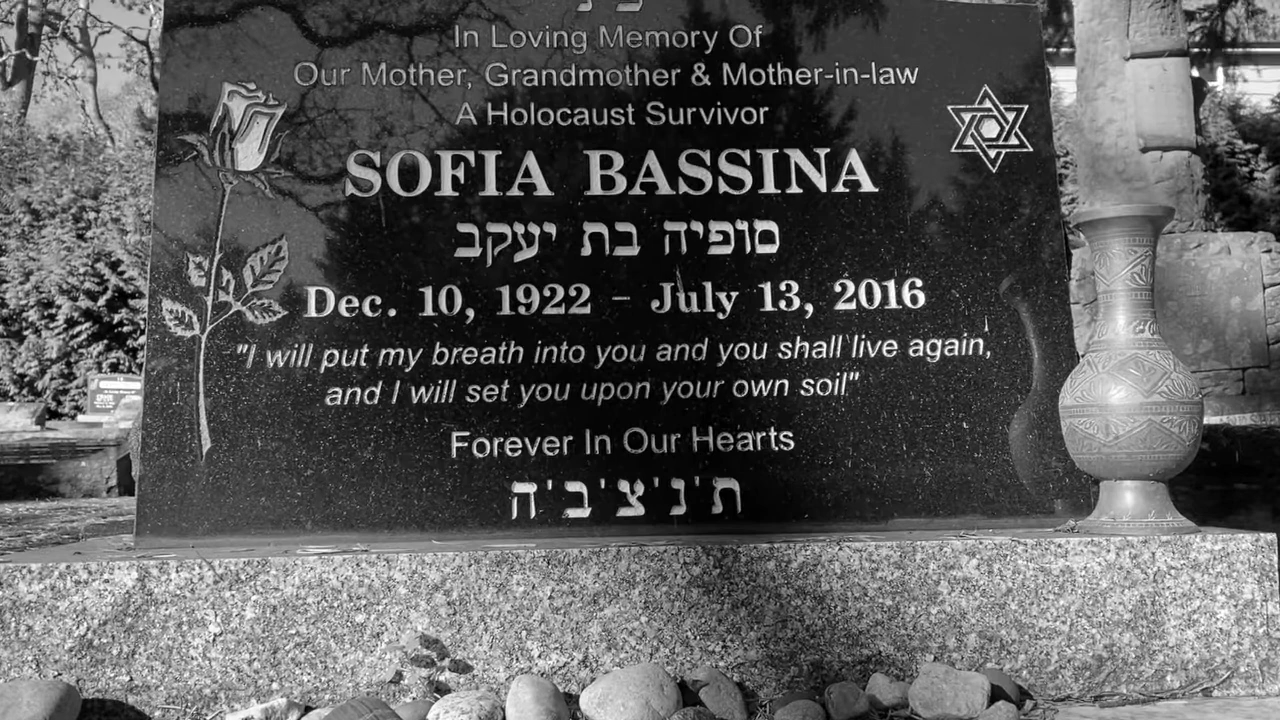 In Loving Memory Of
Our Mother, Grandmother & Mother-in-law
A Holocaust Survivor
SOFIA BASSINA
סופיה בת יעקב
Dec. 10, 1922 - July 13, 2016
"I will put my breath into you and you shall live again,
and I will set you upon your own soil"
Forever In Our Hearts
ת'נ'צ'ב'ה